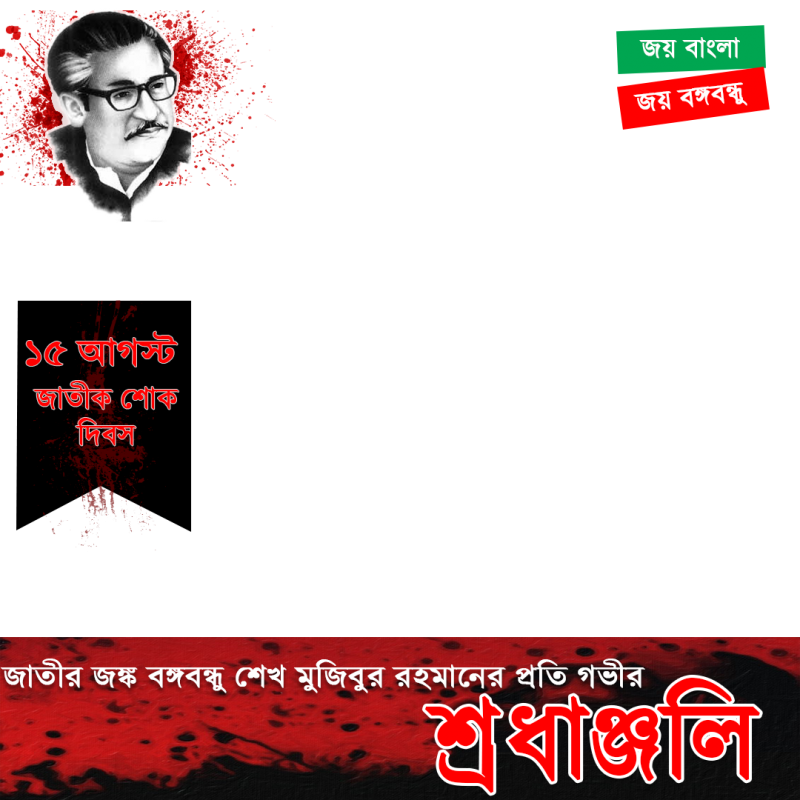 জয় বাংলা
জয় বঙ্গবন্ধু
১৫ আগস্ট
জাতীক শোক
দিবস
জাতীর জঙ্ক বঙ্গবন্ধু শেখ মুজিবুর রহমানের প্রতি গভীর
শ্রধাঞ্জলি